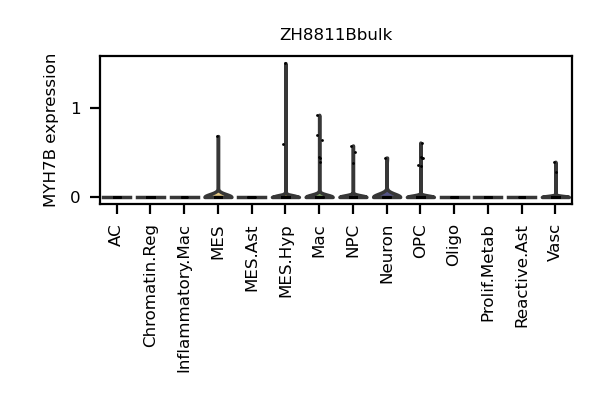 ZH8811Bbulk
MYH7B expression
1
0
AC
Chromatin.Reg
Inflammatory.Mac
MES
MES.Ast
MES.Hyp
Mac
NPC
Neuron
OPC
Oligo
Prolif.Metab
Reactive.Ast
Vasc